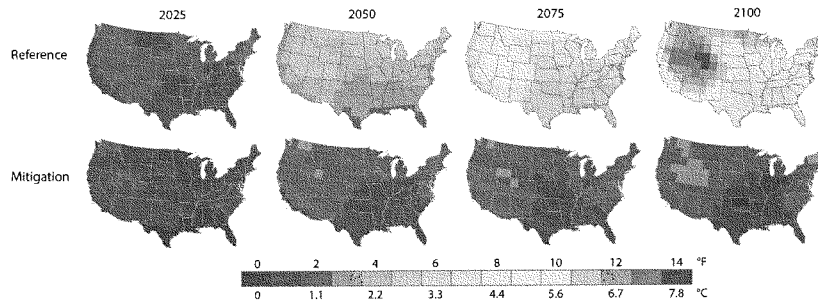 2025 2050 2075 2100
Reference
Mitigation
0 2 4 6 8 10 12 14 °F
0 1.1 2.2 3.3 4.4 5.6 6.7 7.8 °C